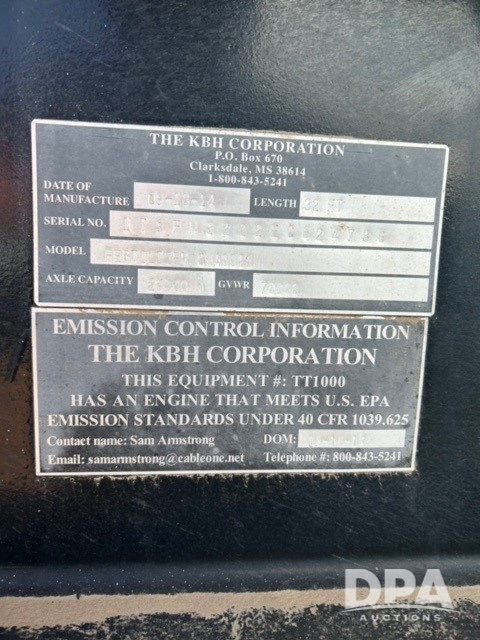 THE KBH CORPORATION
P.O. Box 670
Clarksdale, MS 38614
1-800-843-5241
DATE OF
MANUFACTURE LENGTH
SERIAL NO.
MODEL
AXLE CAPACITY GVWR
EMISSION CONTROL INFORMATION
THE KBH CORPORATION
THIS EQUIPMENT #: TT1000
HAS AN ENGINE THAT MEETS U.S. EPA
EMISSION STANDARDS UNDER 40 CFR 1039.625
Contact name: Sam Armstrong DOM:
Email: samarmstrong@cableone.net Telephone #: 800-843-5241
DPA
AUCTIONS